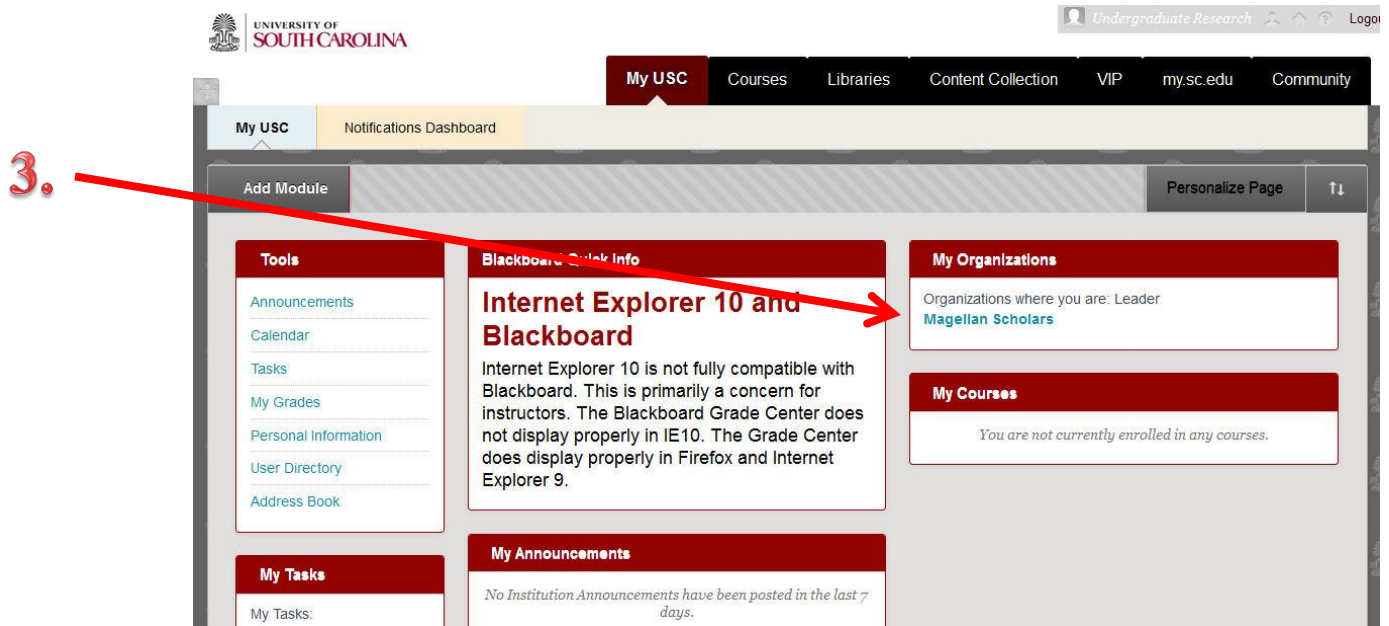 UNIVERSITY OF
SOUTH CAROLINA
Undergraduate Research
Logou
My USC
Courses
Libraries
Content Collection
VIP
my.sc.edu
Community
My USC
Notifications Dashboard
3.
Add Module
Personalize Page
Tools
Announcements
Calendar
Tasks
My Grades
Personal Information
User Directory
Address Book
My Tasks
My Tasks:
Blackboard Quick Info
Internet Explorer 10 and
Blackboard
Internet Explorer 10 is not fully compatible with
Blackboard. This is primarily a concern for
instructors. The Blackboard Grade Center does
not display properly in IE10. The Grade Center
does display properly in Firefox and Internet
Explorer 9.
My Announcements
No Institution Announcements have been posted in the last 7
days.
My Organizations
Organizations where you are: Leader
Magellan Scholars
My Courses
You are not currently enrolled in any courses.